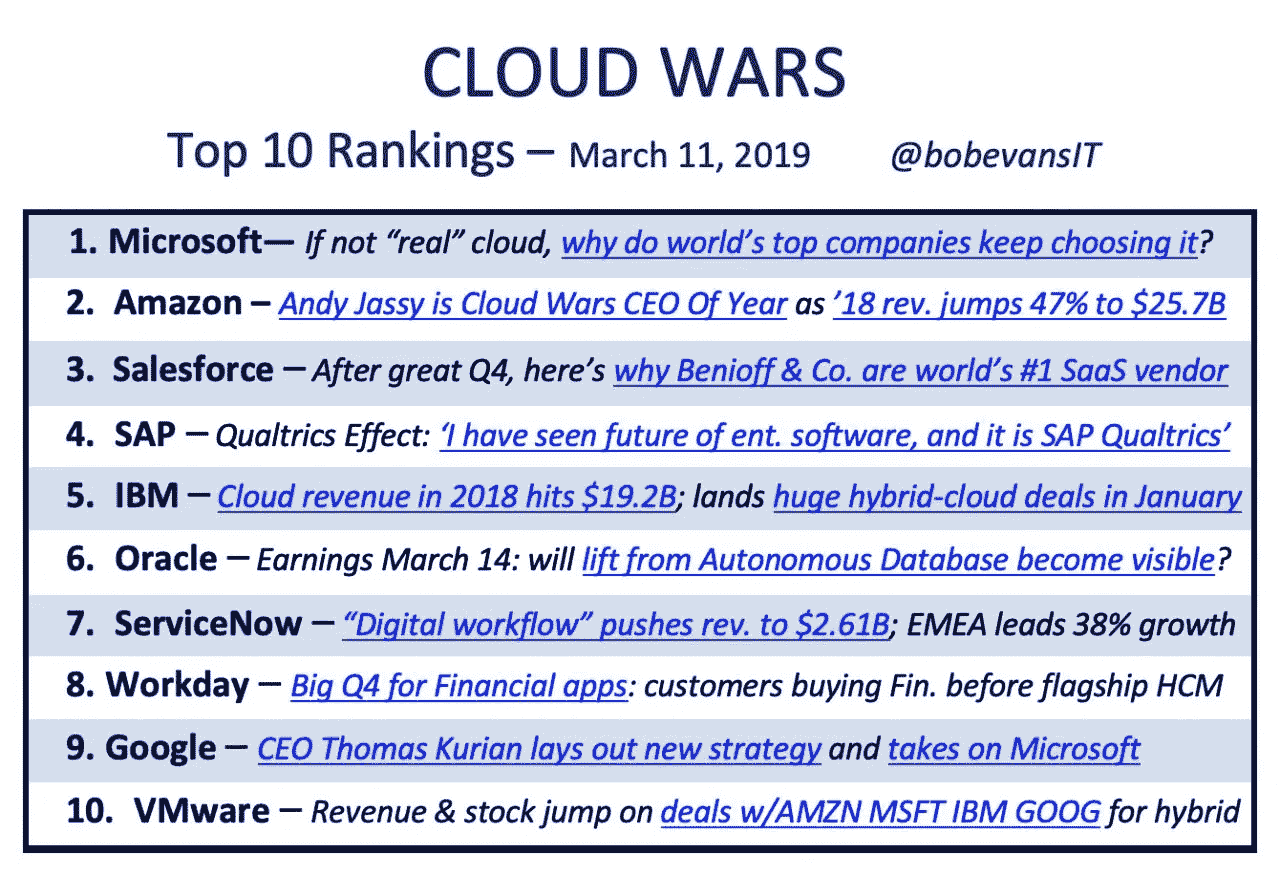 CLOUD WARS
Top 10 Rankings – March 11, 2019 @bobevansIT
1. Microsoft— If not “real” cloud, why do world’s top companies keep choosing it?
2. Amazon – Andy Jassy is Cloud Wars CEO Of Year as ’18 rev. jumps 47% to $25.7B
3. Salesforce – After great Q4, here’s why Benioff & Co. are world’s #1 SaaS vendor
4. SAP – Qualtrics Effect: ‘I have seen future of ent. software, and it is SAP Qualtrics’
5. IBM – Cloud revenue in 2018 hits $19.2B; lands huge hybrid-cloud deals in January
6. Oracle – Earnings March 14: will lift from Autonomous Database become visible?
7. ServiceNow – “Digital workflow” pushes rev. to $2.61B; EMEA leads 38% growth
8. Workday – Big Q4 for Financial apps: customers buying Fin. before flagship HCM
9. Google – CEO Thomas Kurian lays out new strategy and takes on Microsoft
10. VMware – Revenue & stock jump on deals w/AMZN MSFT IBM GOOG for hybrid